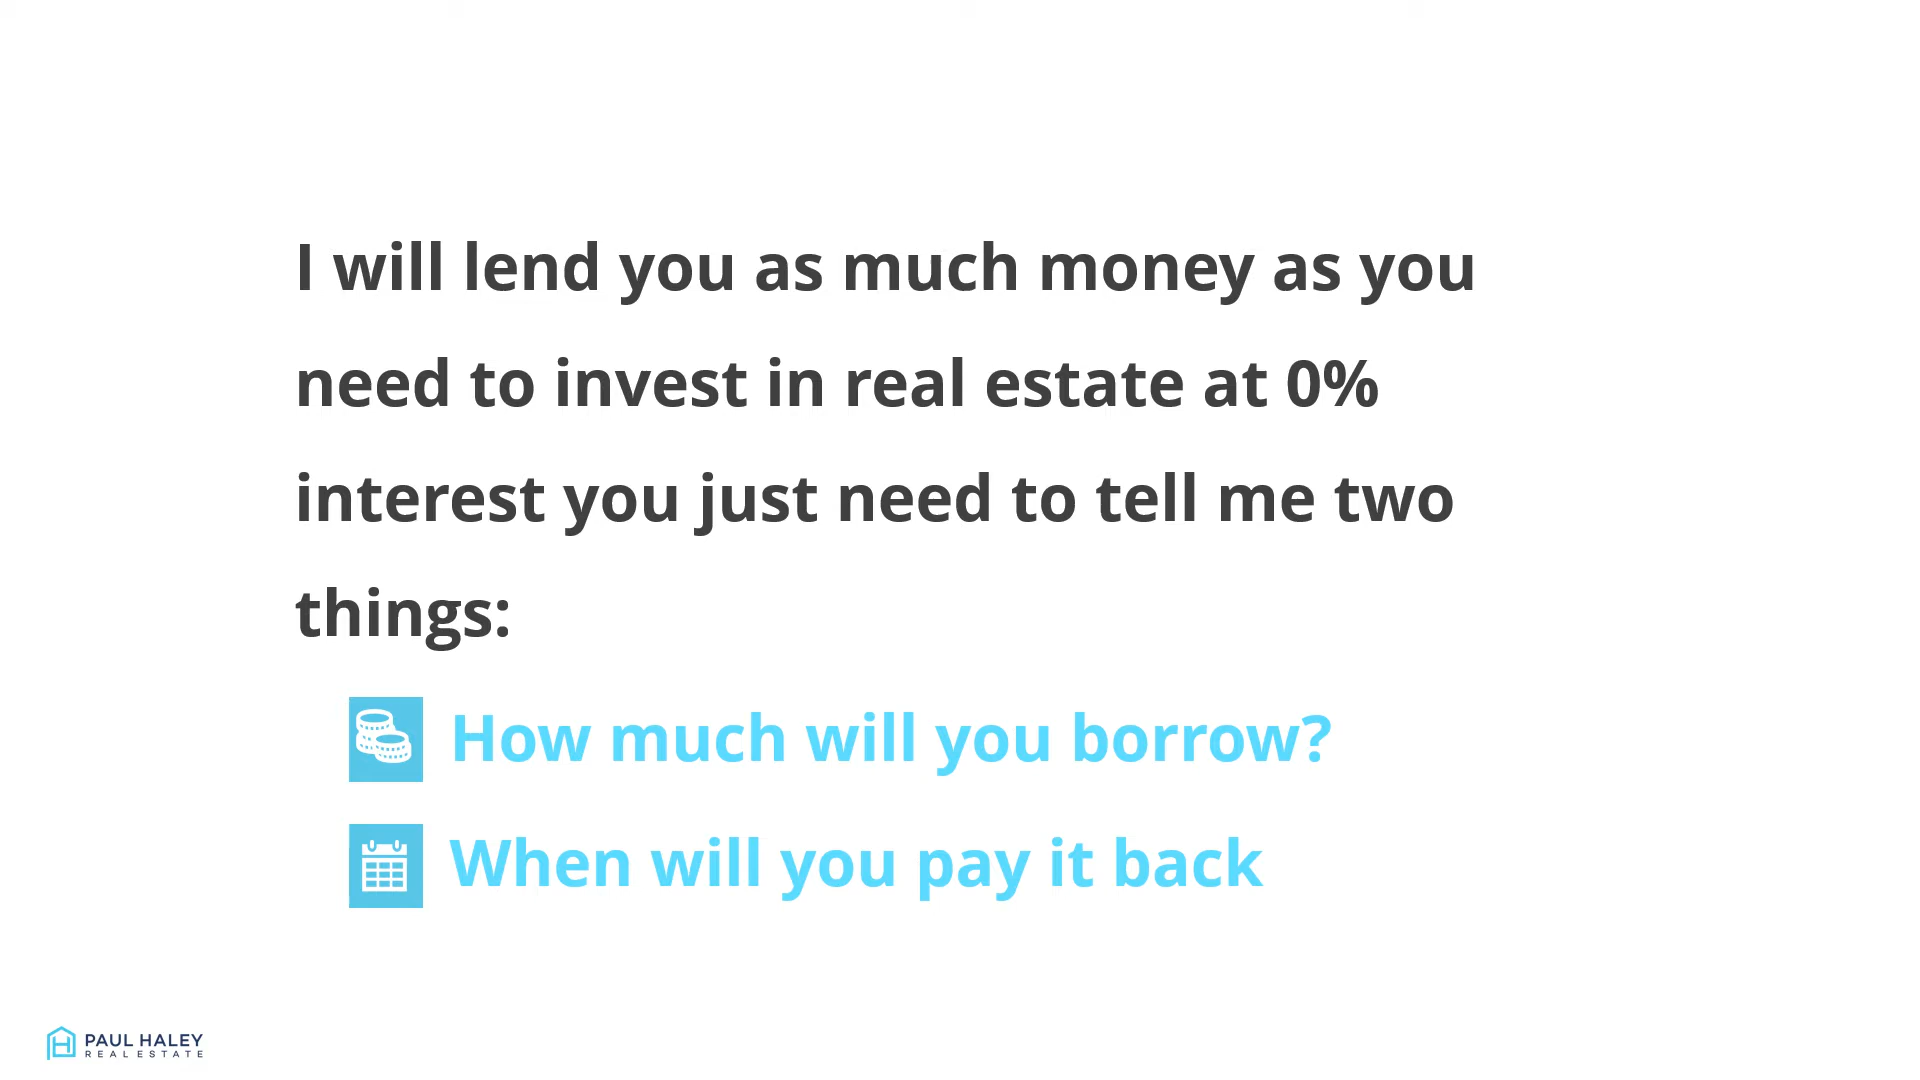 I will lend you as much money as you
need to invest in real estate at 0%
interest you just need to tell me two
things:
How much will you borrow?
When will you pay it back
PAUL HALEY
REAL ESTATE